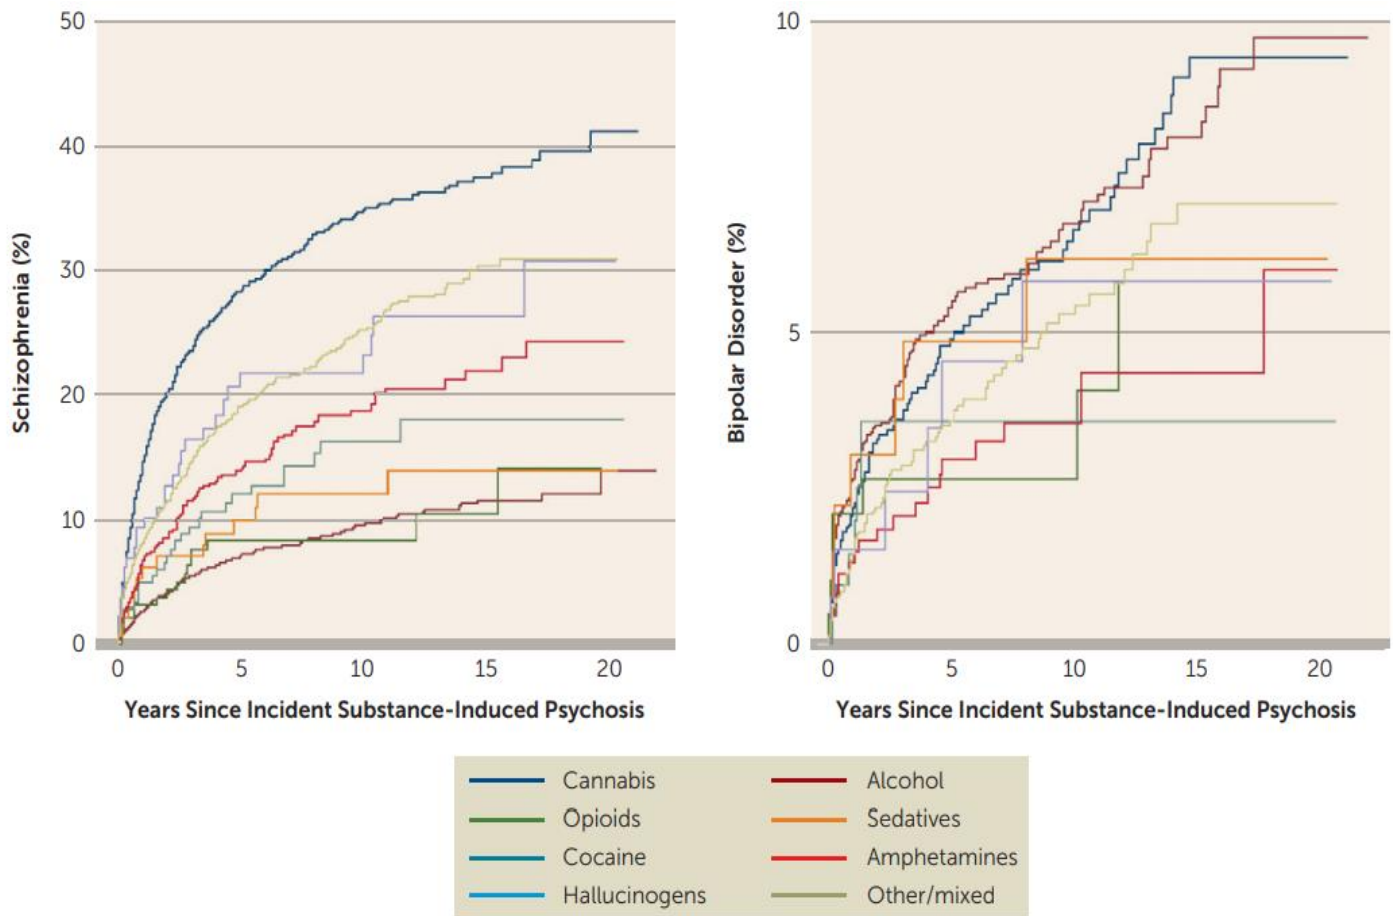 50
40
30
20
10
0
Schizophrenia (%)
0 5 10 15 20
Years Since Incident Substance-Induced Psychosis
10
5
0
Bipolar Disorder (%)
0 5 10 15 20
Years Since Incident Substance-Induced Psychosis
Cannabis
Opioids
Cocaine
Hallucinogens
Alcohol
Sedatives
Amphetamines
Other/mixed